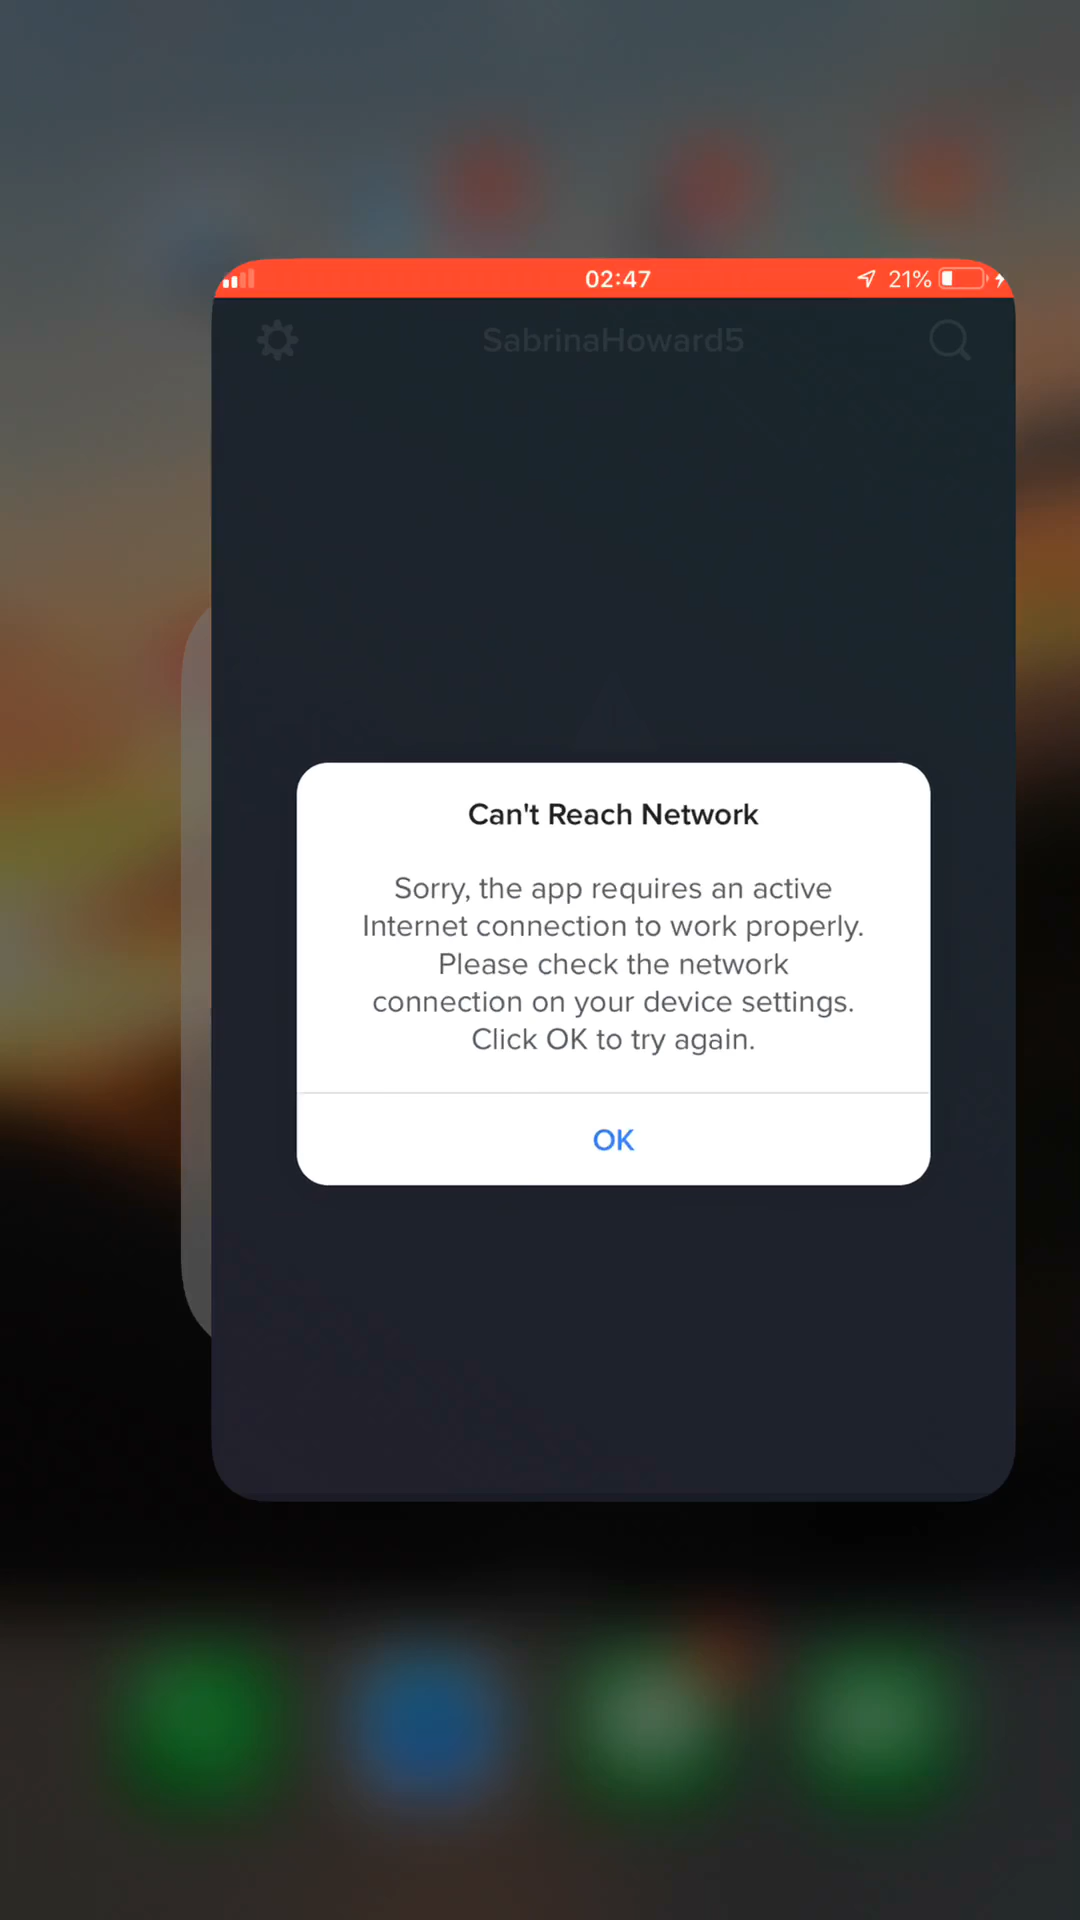 02:47
21%
SabrinaHoward5
Can't Reach Network
Sorry, the app requires an active
Internet connection to work properly.
Please check the network
connection on your device settings.
Click OK to try again.
OK